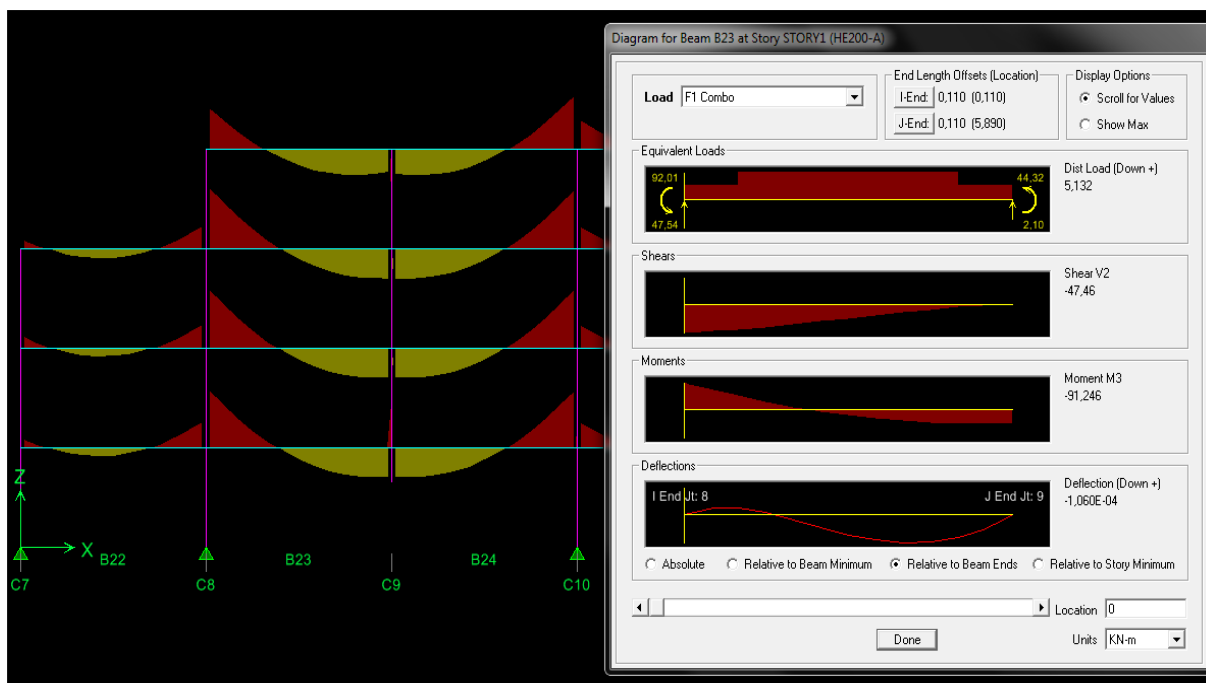 Z
X
B22
B23
B24
C7
C8
C9
C10
Diagram for Beam B23 at Story STORY1 (HE200-A)
Load F1 Combo
End Length Offsets (Location)
I-End: 0,110 (0,110)
J-End: 0,110 (5,890)
Display Options
Scroll for Values
Show Max
Equivalent Loads
92,01
44,32
47,54
2,10
Dist Load (Down +)
5,132
Shears
Shear V2
-47,46
Moments
Moment M3
-91,246
Deflections
I End Jt: 8
J End Jt: 9
Deflection (Down +)
-1,060E-04
Absolute Relative to Beam Minimum Relative to Beam Ends Relative to Story Minimum
Location 0
Done
Units KN-m